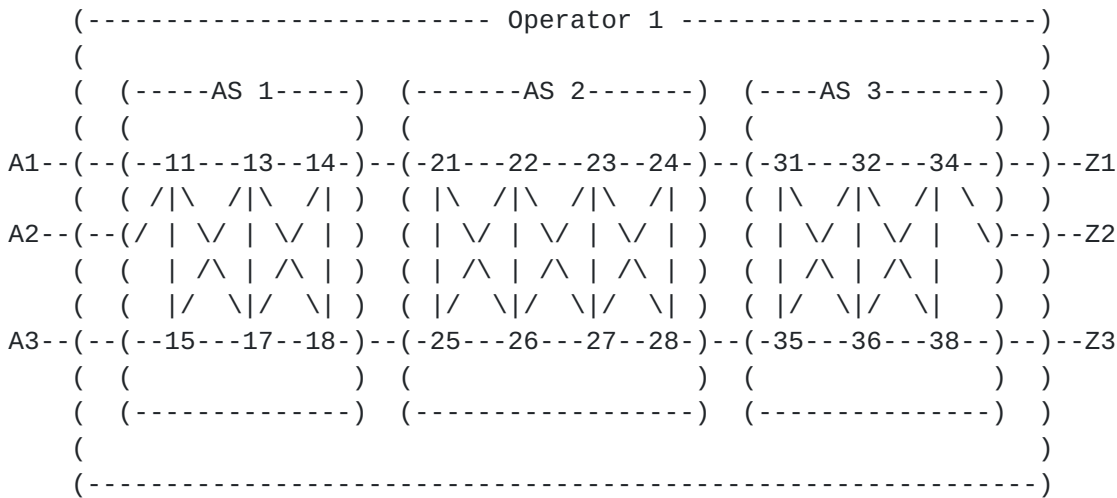 (-------------------------- Operator 1 -----------------------)
(                                                             )
(  (-----AS 1-----)  (-------AS 2-------)  (----AS 3-------)  )
(  (              )  (                  )  (               )  )
A1--(--(--11---13--14-)--(-21---22---23--24-)--(-31---32---34--)--)--Z1
(  ( /|\  /|\  /| )  ( |\  /|\  /|\  /| )  ( |\  /|\  /| \ )  )
A2--(--(/ | \/ | \/ | )  ( | \/ | \/ | \/ | )  ( | \/ | \/ |  \)--)--Z2
(  (  | /\ | /\ | )  ( | /\ | /\ | /\ | )  ( | /\ | /\ |   )  )
(  (  |/  \|/  \| )  ( |/  \|/  \|/  \| )  ( |/  \|/  \|   )  )
A3--(--(--15---17--18-)--(-25---26---27--28-)--(-35---36---38--)--)--Z3
(  (              )  (                  )  (               )  )
(  (--------------)  (------------------)  (---------------)  )
(                                                             )
(-------------------------------------------------------------)